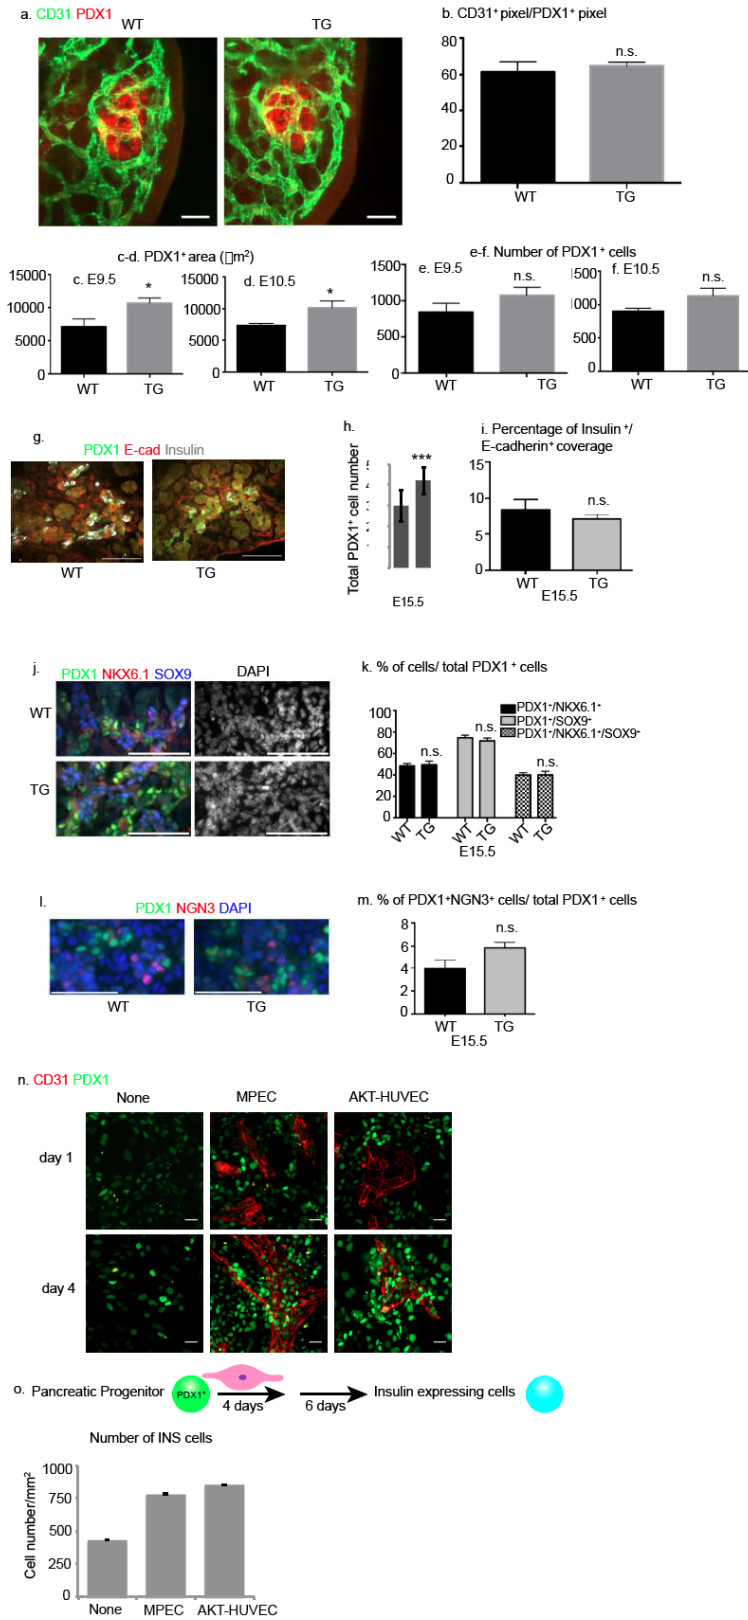 a. CD31 PDX1
WT
TG
b. CD31⁺ pixel/PDX1⁺ pixel
n.s.
80
60
40
20
0
WT
TG
c-d. PDX1⁺ area (▯m²)
c. E9.5
*
15000
10000
5000
0
WT
TG
d. E10.5
*
15000
10000
5000
0
WT
TG
e-f. Number of PDX1⁺ cells
e. E9.5
n.s.
1500
1000
500
0
WT
TG
f. E10.5
n.s.
1500
1000
500
0
WT
TG
g.
PDX1 E-cad Insulin
WT
TG
h.
Total PDX1⁺ cell number
***
E15.5
i. Percentage of Insulin⁺/
E-cadherin⁺ coverage
n.s.
15
10
5
0
WT
TG
E15.5
j.
PDX1 NKX6.1 SOX9
DAPI
WT
TG
k. % of cells/ total PDX1⁺ cells
PDX1⁺/NKX6.1⁺
PDX1⁺/SOX9⁺
PDX1⁺/NKX6.1⁺/SOX9⁺
100
80
60
40
20
0
n.s.
n.s.
n.s.
WT
TG
WT
TG
WT
TG
E15.5
l.
PDX1 NGN3 DAPI
WT
TG
m. % of PDX1⁺NGN3⁺ cells/ total PDX1⁺ cells
n.s.
8
6
4
2
0
WT
TG
E15.5
n. CD31 PDX1
None
MPEC
AKT-HUVEC
day 1
day 4
o. Pancreatic Progenitor
PDX1⁺
4 days
6 days
Insulin expressing cells
Number of INS cells
Cell number/mm²
1000
750
500
250
0
None
MPEC
AKT-HUVEC